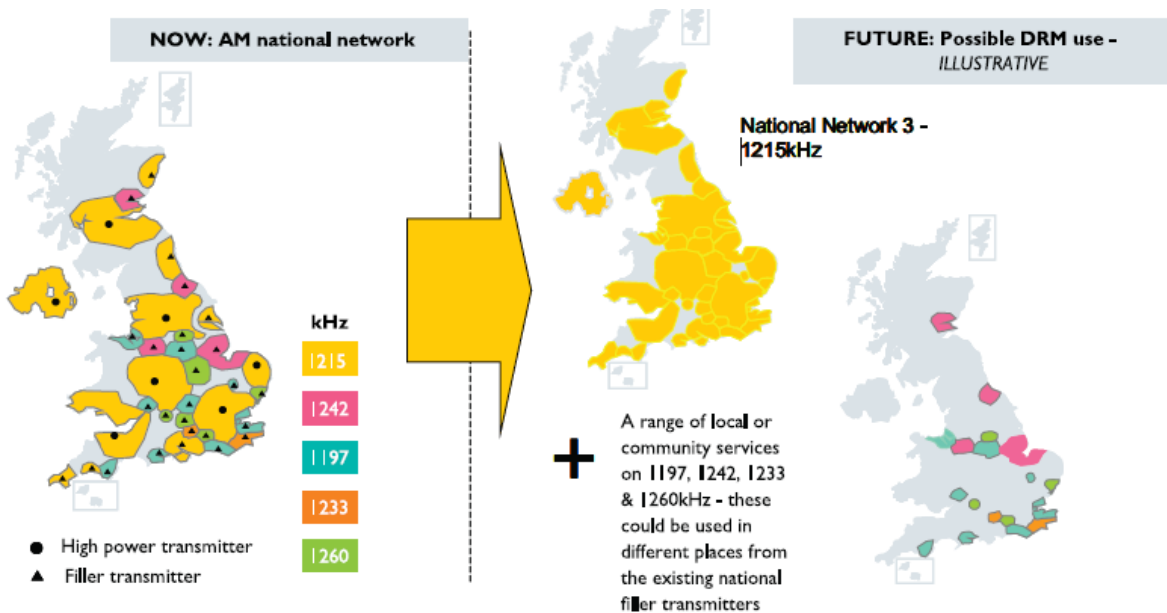 NOW: AM national network
kHz
1215
1242
1197
1233
1260
High power transmitter
Filler transmitter
FUTURE: Possible DRM use -
ILLUSTRATIVE
National Network 3 -
1215kHz
+
A range of local or
community services
on 1197, 1242, 1233
& 1260kHz - these
could be used in
different places from
the existing national
filler transmitters